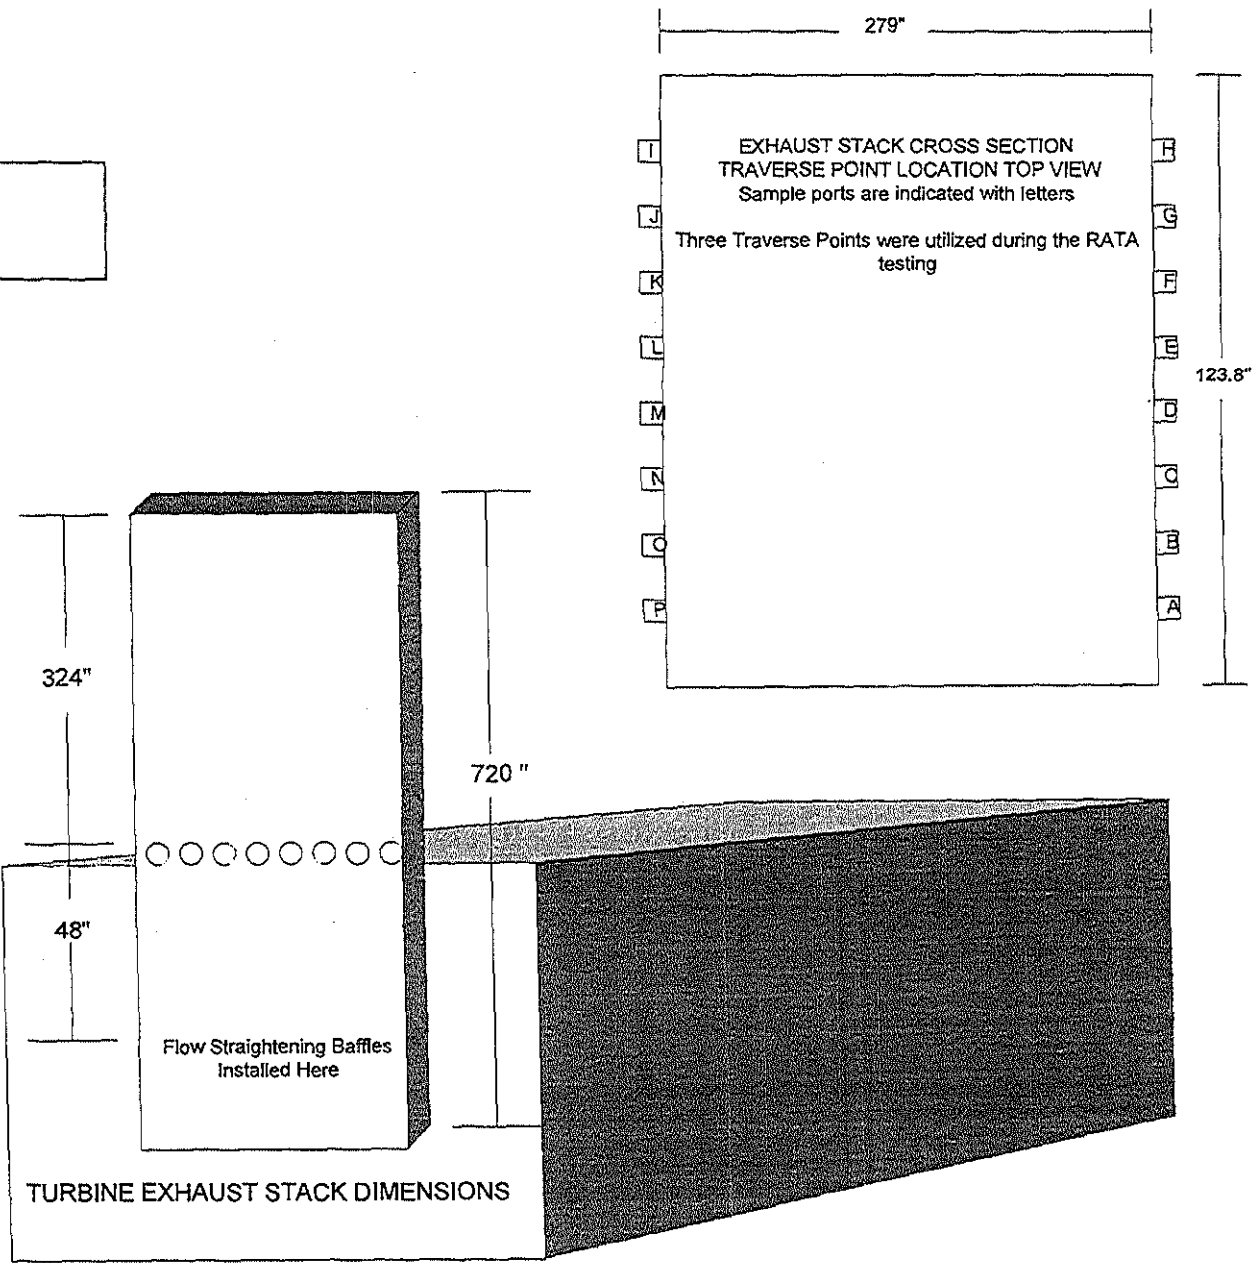 279"
EXHAUST STACK CROSS SECTION
TRAVERSE POINT LOCATION TOP VIEW
Sample ports are indicated with letters
Three Traverse Points were utilized during the RATA
testing
I
H
J
G
K
F
L
E
123.8"
M
D
N
C
O
B
P
A
324"
720 "
48"
Flow Straightening Baffles
Installed Here
TURBINE EXHAUST STACK DIMENSIONS